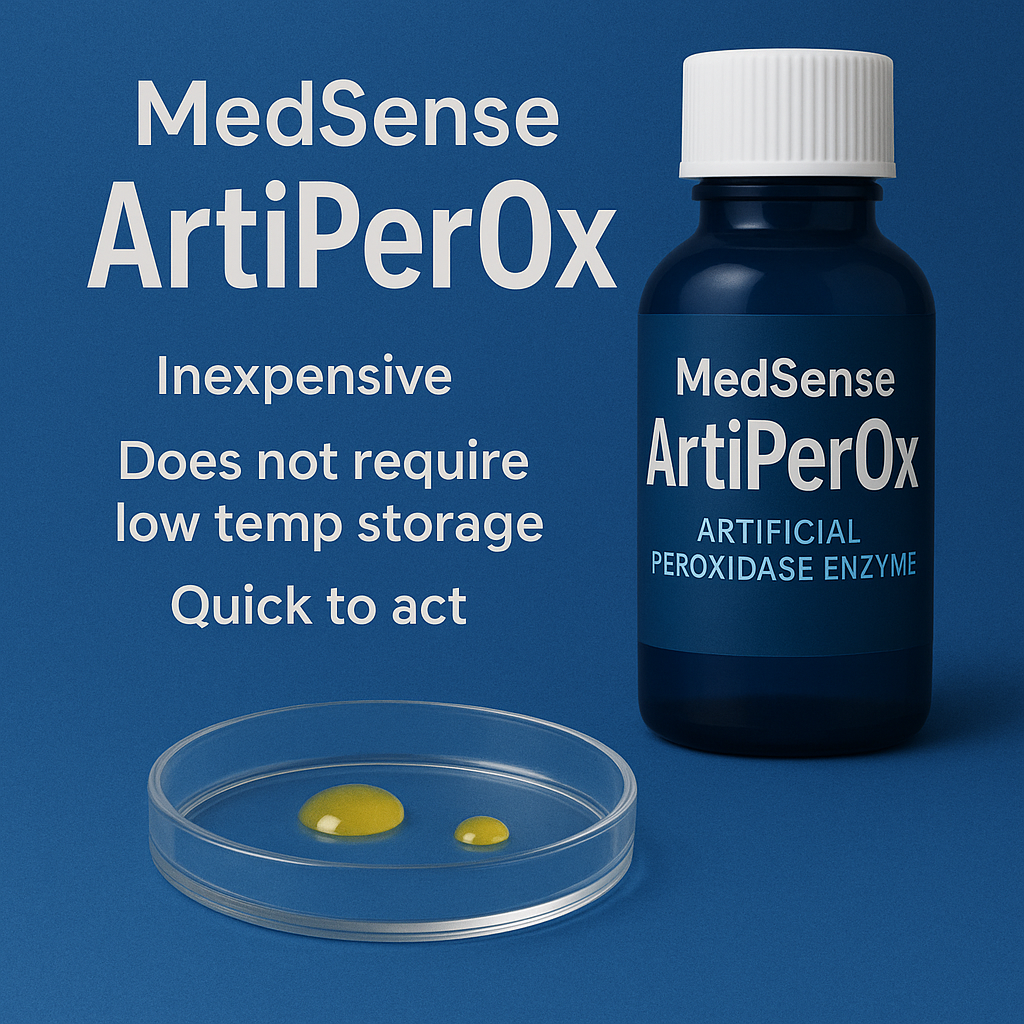 MedSense
ArtiPerOx
Inexpensive
Does not require
low temp storage
Quick to act
MedSense
ArtiPerOx
ARTIFICIAL
PEROXIDASE ENZYME